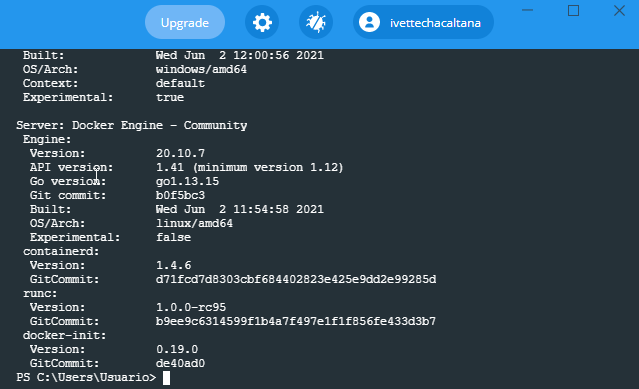 Upgrade
ivettechacaltana
Built: Wed Jun 2 12:00:56 2021
OS/Arch: windows/amd64
Context: default
Experimental: true
Server: Docker Engine - Community
Engine:
Version: 20.10.7
API version: 1.41 (minimum version 1.12)
Go version: go1.13.15
Git commit: b0f5bc3
Built: Wed Jun 2 11:54:58 2021
OS/Arch: linux/amd64
Experimental: false
containerd:
Version: 1.4.6
GitCommit: d71fcd7d8303cbf684402823e425e9dd2e99285d
runc:
Version: 1.0.0-rc95
GitCommit: b9ee9c6314599f1b4a7f497e1f1f856fe433d3b7
docker-init:
Version: 0.19.0
GitCommit: de40ad0
PS C:\Users\Usuario>